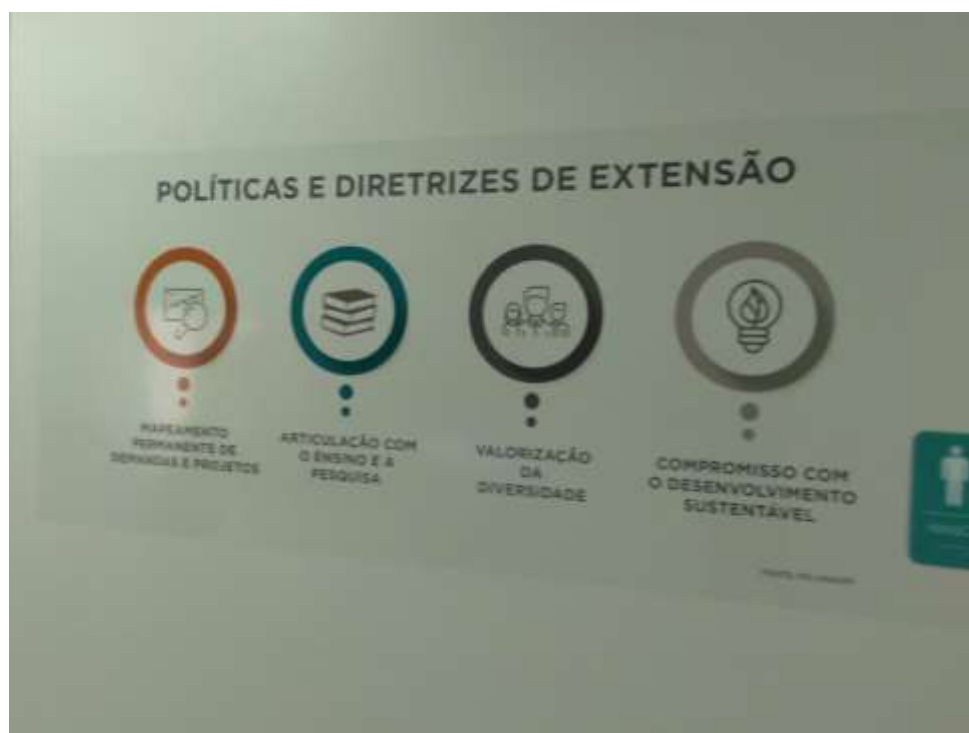 POLÍTICAS E DIRETRIZES DE EXTENSÃO
MAPEAMENTO
PERMANENTE DE
DEMANDAS E PROJETOS
ARTICULAÇÃO COM
O ENSINO E A
PESQUISA
VALORIZAÇÃO
DA
DIVERSIDADE
COMPROMISSO COM
O DESENVOLVIMENTO
SUSTENTÁVEL